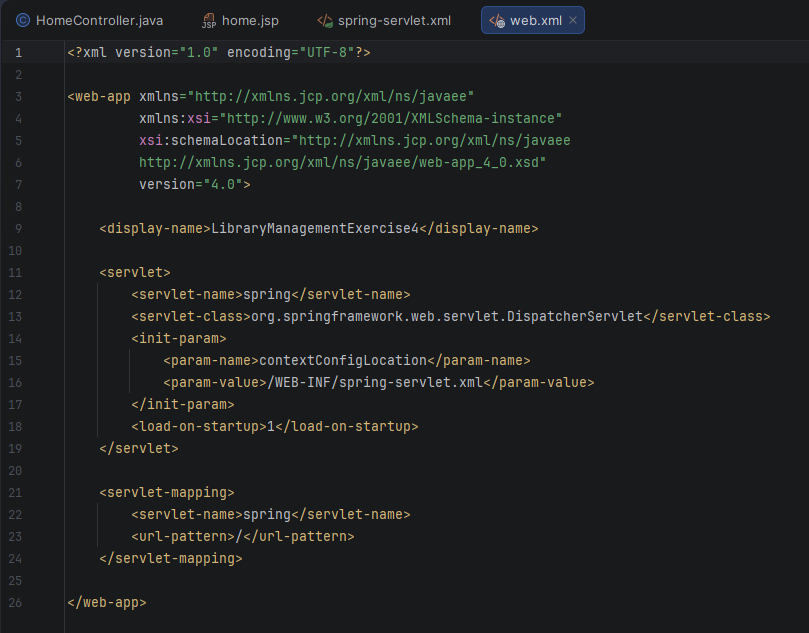 HomeController.java home.jsp spring-servlet.xml web.xml
1 <?xml version="1.0" encoding="UTF-8"?>
2
3 <web-app xmlns="http://xmlns.jcp.org/xml/ns/javaee"
4          xmlns:xsi="http://www.w3.org/2001/XMLSchema-instance"
5          xsi:schemaLocation="http://xmlns.jcp.org/xml/ns/javaee
6          http://xmlns.jcp.org/xml/ns/javaee/web-app_4_0.xsd"
7          version="4.0">
8
9     <display-name>LibraryManagementExercise4</display-name>
10
11     <servlet>
12         <servlet-name>spring</servlet-name>
13         <servlet-class>org.springframework.web.servlet.DispatcherServlet</servlet-class>
14         <init-param>
15             <param-name>contextConfigLocation</param-name>
16             <param-value>/WEB-INF/spring-servlet.xml</param-value>
17         </init-param>
18         <load-on-startup>1</load-on-startup>
19     </servlet>
20
21     <servlet-mapping>
22         <servlet-name>spring</servlet-name>
23         <url-pattern>/</url-pattern>
24     </servlet-mapping>
25
26 </web-app>